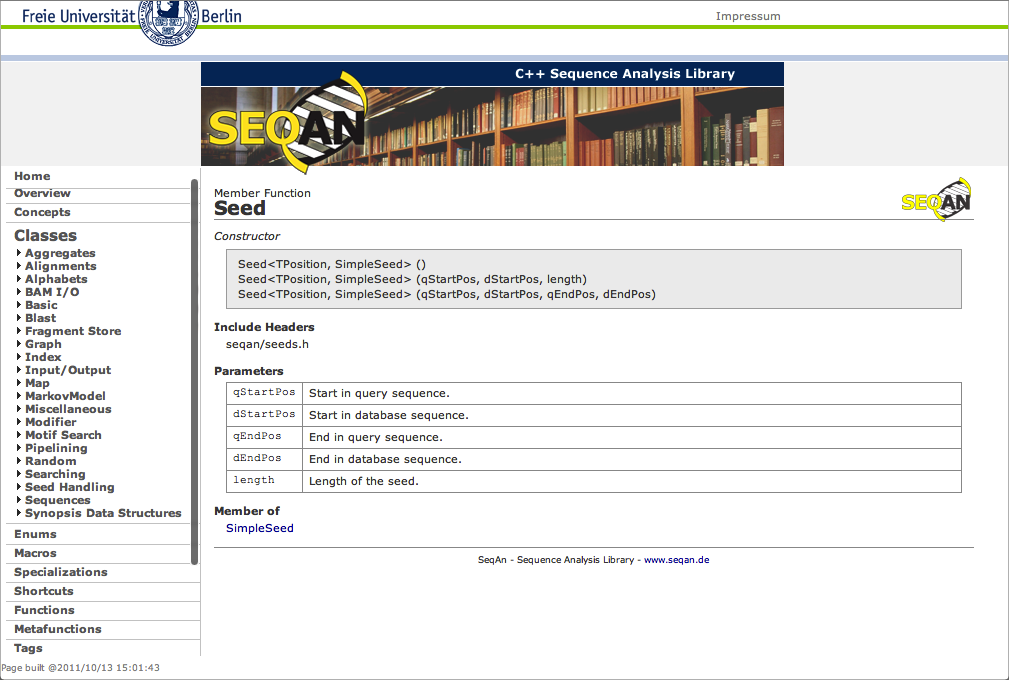 Freie Universität Berlin
Impressum
C++ Sequence Analysis Library
SEQAN
Home
Overview
Concepts
Classes
Aggregates
Alignments
Alphabets
BAM I/O
Basic
Blast
Fragment Store
Graph
Index
Input/Output
Map
MarkovModel
Miscellaneous
Modifier
Motif Search
Pipelining
Random
Searching
Seed Handling
Sequences
Synopsis Data Structures
Enums
Macros
Specializations
Shortcuts
Functions
Metafunctions
Tags
Page built @2011/10/13 15:01:43
Member Function
Seed
SEQAN
Constructor
Seed<TPosition, SimpleSeed> ()
Seed<TPosition, SimpleSeed> (qStartPos, dStartPos, length)
Seed<TPosition, SimpleSeed> (qStartPos, dStartPos, qEndPos, dEndPos)
Include Headers
seqan/seeds.h
Parameters
qStartPos Start in query sequence.
dStartPos Start in database sequence.
qEndPos End in query sequence.
dEndPos End in database sequence.
length Length of the seed.
Member of
SimpleSeed
SeqAn - Sequence Analysis Library - www.seqan.de